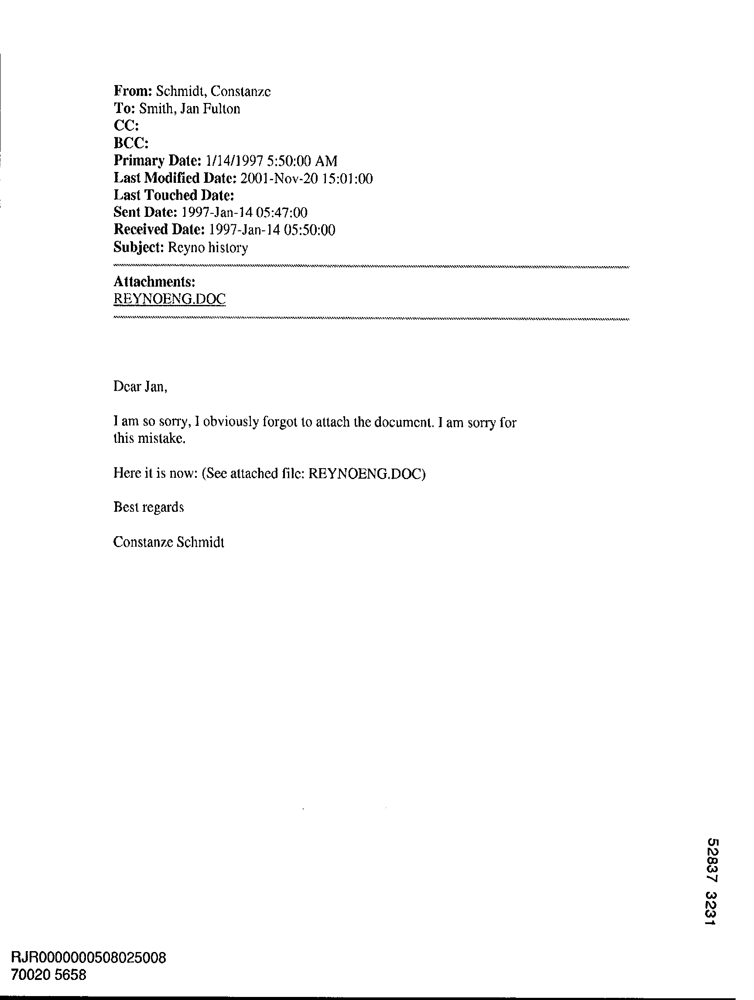 From: Schmidt, Constanze
To: Smith, Jan Fulton
CC:
BCC:
Primary Date: 1/14/1997 5:50:00 AM
Last Modified Date: 2001-Nov-20 15:01:00
Last Touched Date:
Sent Date: 1997-Jan-14 05:47:00
Received Date: 1997-Jan-14 05:50:00
Subject: Reyno history
Attachments:
REYNOENG.DOC
Dear Jan,
I am so sorry, I obviously forgot to attach the document. I am sorry for
this mistake.
Here it is now: (See attached file: REYNOENG.DOC)
Best regards
Constanze Schmidt
52837 3231
RJR0000000508025008
70020 5658